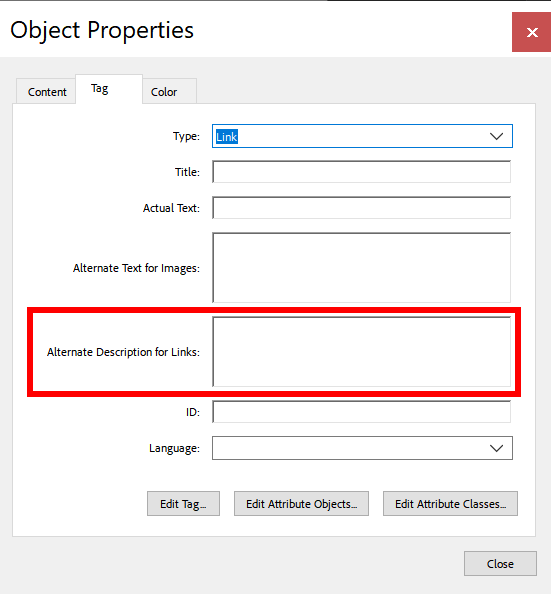 Object Properties
Content Tag Color
Type: Link
Title:
Actual Text:
Alternate Text for Images:
Alternate Description for Links:
ID:
Language:
Edit Tag... Edit Attribute Objects... Edit Attribute Classes...
Close